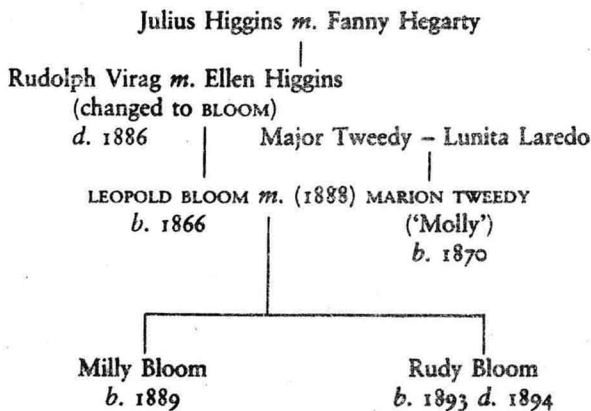 Julius Higgins m. Fanny Hegarty
Rudolph Virag m. Ellen Higgins
(changed to BLOOM)
d. 1886 Major Tweedy – Lunita Laredo
LEOPOLD BLOOM m. (1888) MARION TWEEDY
b. 1866 ('Molly')
b. 1870
Milly Bloom Rudy Bloom
b. 1889 b. 1893 d. 1894